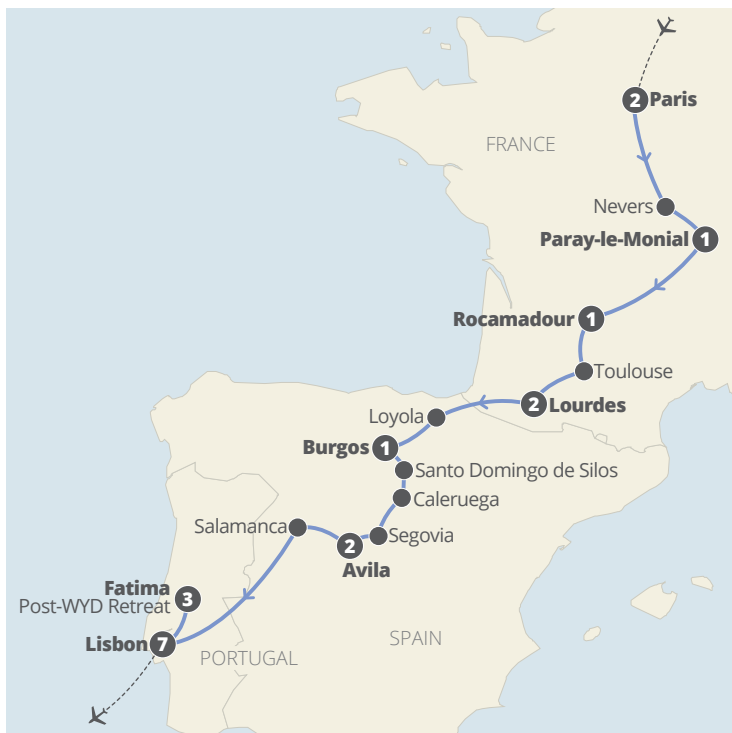 2 Paris
FRANCE
Nevers
Paray-le-Monial 1
Rocamadour 1
Toulouse
2 Lourdes
Loyola
Burgos 1
Santo Domingo de Silos
Caleruega
Salamanca
Segovia
2
Avila
Fatima 3
Post-WYD Retreat
Lisbon 7
SPAIN
PORTUGAL